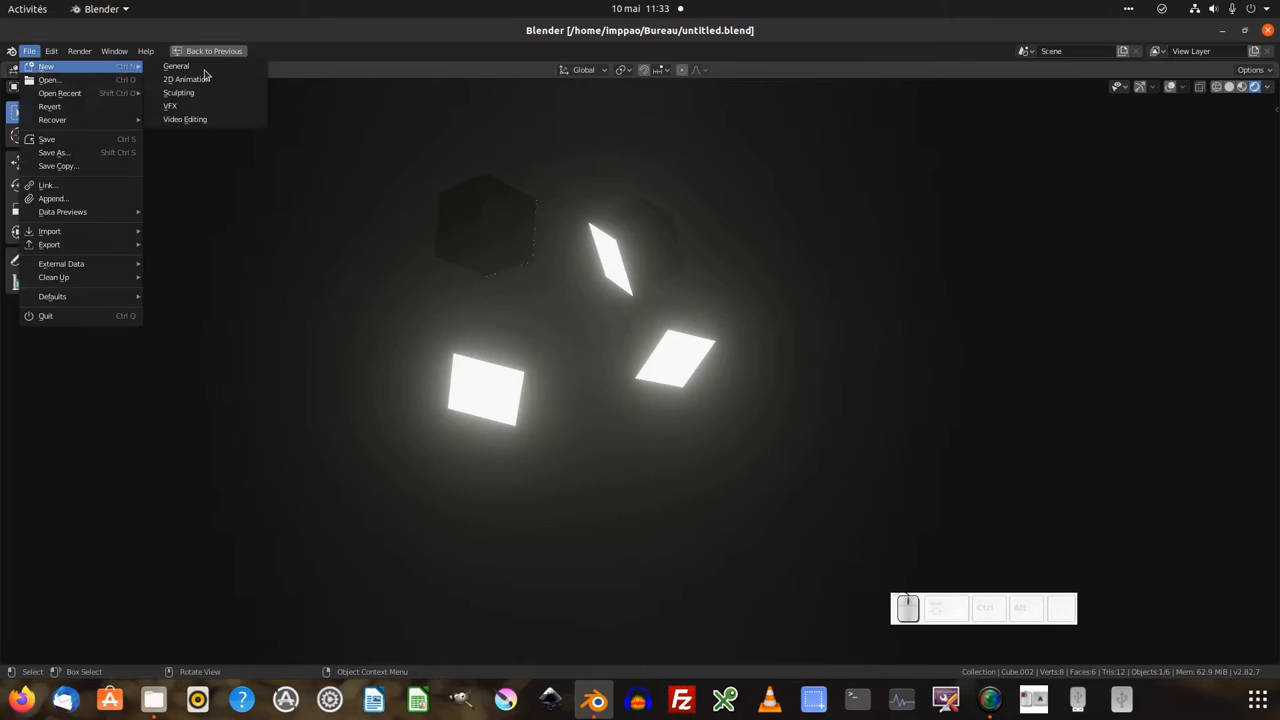 Activités Blender 10 mai 11:33
Blender [/home/lmppao/Bureau/untitled.blend]
File Edit Render Window Help Back to Previous Scene View Layer
New Ctrl N
Open... Ctrl O
Open Recent Shift Ctrl O
Revert
Recover
Save Ctrl S
Save As... Shift Ctrl S
Save Copy...
Link...
Append...
Data Previews
Import
Export
External Data
Clean Up
Defaults
Quit Ctrl Q
General
2D Animation
Sculpting
VFX
Video Editing
Global Options
Ctrl Alt
Select Box Select Rotate View Object Context Menu Collection | Cube.002 | Verts:8 | Faces:6 | Tris:12 | Objects:1/6 | Mem: 62.9 MiB | v2.82.7